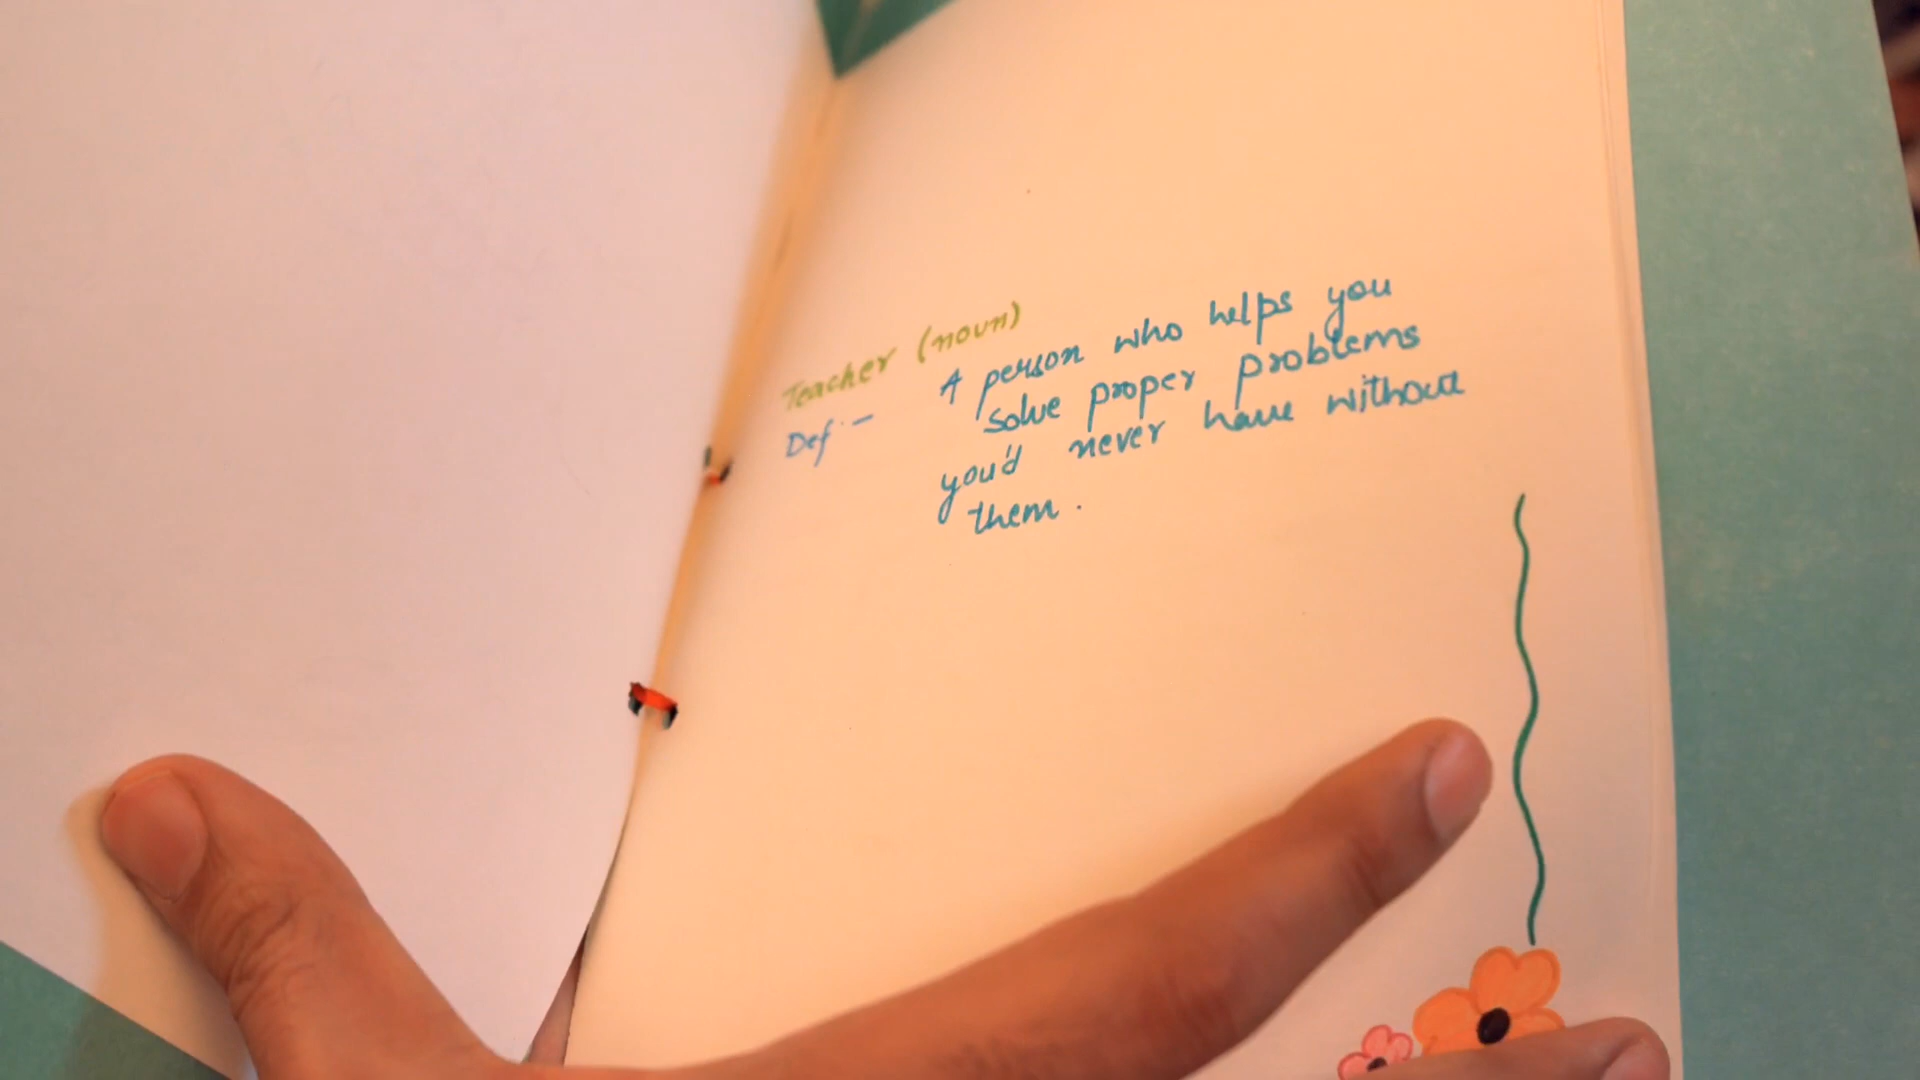 Teacher (noun)
Def :- A person who helps you
solve proper problems
you'd never have without
them.